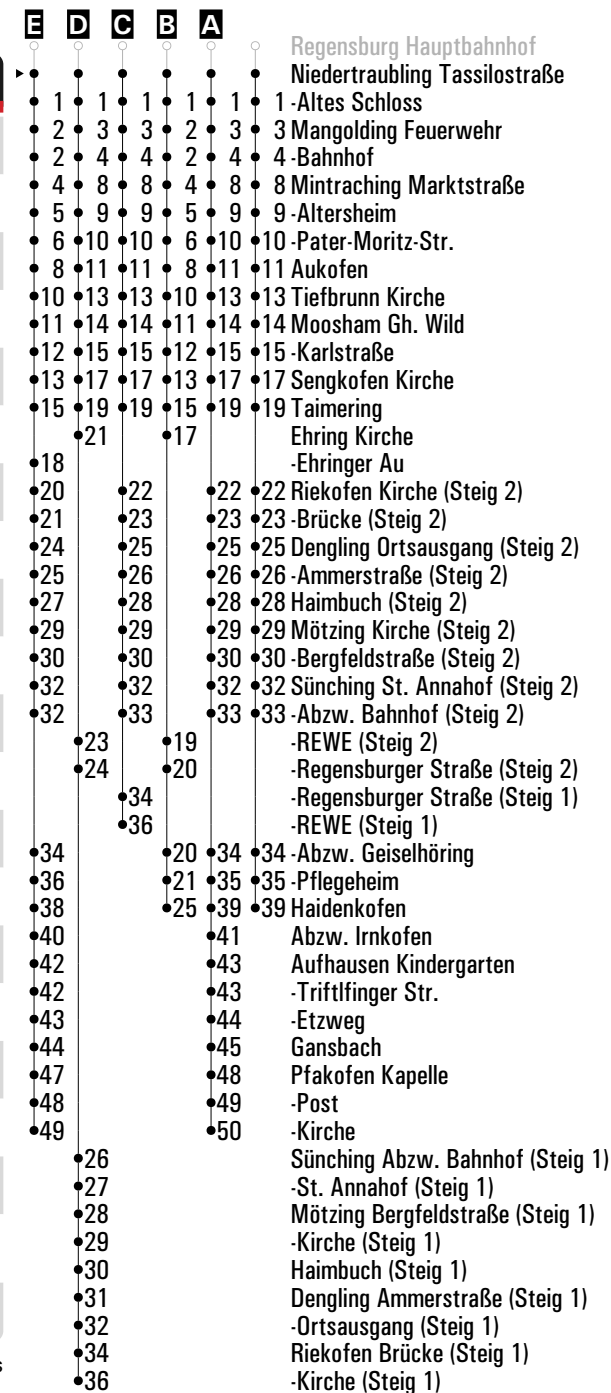 E D C B A
Regensburg Hauptbahnhof
Niedertraubling Tassilostraße
1 1 1 1 1 1 -Altes Schloss
2 3 3 2 3 3 Mangolding Feuerwehr
2 4 4 2 4 4 -Bahnhof
4 8 8 4 8 8 Mintraching Marktstraße
5 9 9 5 9 9 -Altersheim
6 10 10 6 10 10 -Pater-Moritz-Str.
8 11 11 8 11 11 Aukofen
10 13 13 10 13 13 Tiefbrunn Kirche
11 14 14 11 14 14 Moosham Gh. Wild
12 15 15 12 15 15 -Karlstraße
13 17 17 13 17 17 Sengkofen Kirche
15 19 19 15 19 19 Taimering
21 17 Ehring Kirche
18 -Ehringer Au
20 22 22 22 Riekofen Kirche (Steig 2)
21 23 23 23 -Brücke (Steig 2)
24 25 25 25 Dengling Ortsausgang (Steig 2)
25 26 26 26 -Ammerstraße (Steig 2)
27 28 28 28 Haimbuch (Steig 2)
29 29 29 29 Mötzing Kirche (Steig 2)
30 30 30 30 -Bergfeldstraße (Steig 2)
32 32 32 32 Sünching St. Annahof (Steig 2)
32 33 33 33 -Abzw. Bahnhof (Steig 2)
23 19 -REWE (Steig 2)
24 20 -Regensburger Straße (Steig 2)
34 -Regensburger Straße (Steig 1)
36 -REWE (Steig 1)
34 20 34 34 -Abzw. Geiselhöring
36 21 35 35 -Pflegeheim
38 25 39 39 Haidenkofen
40 41 Abzw. Irnkofen
42 43 Aufhausen Kindergarten
42 43 -Triftlfinger Str.
43 44 -Etzweg
44 45 Gansbach
47 48 Pfakofen Kapelle
48 49 -Post
49 50 -Kirche
26 Sünching Abzw. Bahnhof (Steig 1)
27 -St. Annahof (Steig 1)
28 Mötzing Bergfeldstraße (Steig 1)
29 -Kirche (Steig 1)
30 Haimbuch (Steig 1)
31 Dengling Ammerstraße (Steig 1)
32 -Ortsausgang (Steig 1)
34 Riekofen Brücke (Steig 1)
36 -Kirche (Steig 1)